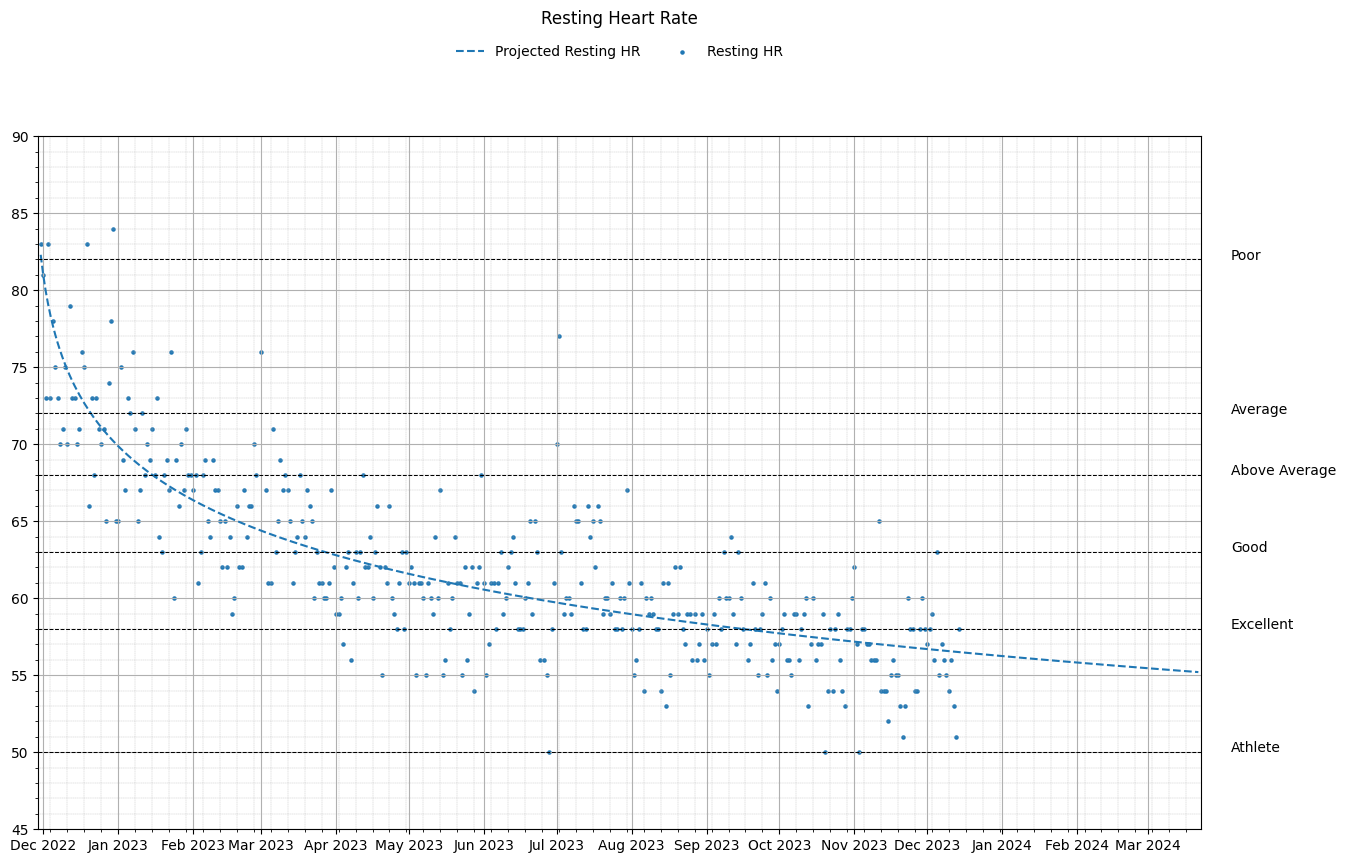 Resting Heart Rate
Projected Resting HR Resting HR
90
85
Poor
80
75
Average
70
Above Average
65
Good
60
Excellent
55
50
Athlete
45
Dec 2022 Jan 2023 Feb 2023 Mar 2023 Apr 2023 May 2023 Jun 2023 Jul 2023 Aug 2023 Sep 2023 Oct 2023 Nov 2023 Dec 2023 Jan 2024 Feb 2024 Mar 2024